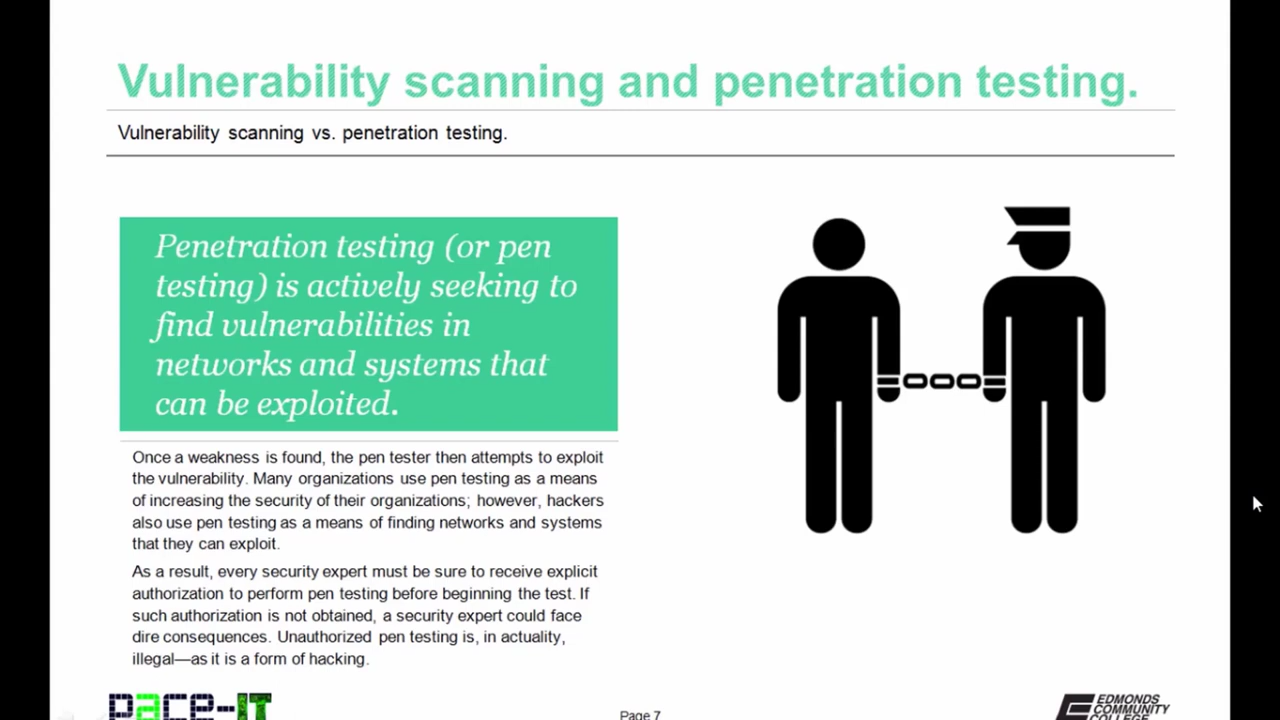 Vulnerability scanning and penetration testing.
Vulnerability scanning vs. penetration testing.
Penetration testing (or pen
testing) is actively seeking to
find vulnerabilities in
networks and systems that
can be exploited.
Once a weakness is found, the pen tester then attempts to exploit
the vulnerability. Many organizations use pen testing as a means
of increasing the security of their organizations; however, hackers
also use pen testing as a means of finding networks and systems
that they can exploit.
As a result, every security expert must be sure to receive explicit
authorization to perform pen testing before beginning the test. If
such authorization is not obtained, a security expert could face
dire consequences. Unauthorized pen testing is, in actuality,
illegal—as it is a form of hacking.
pace-IT
Page 7
EDMONDS
COMMUNITY
COLLEGE